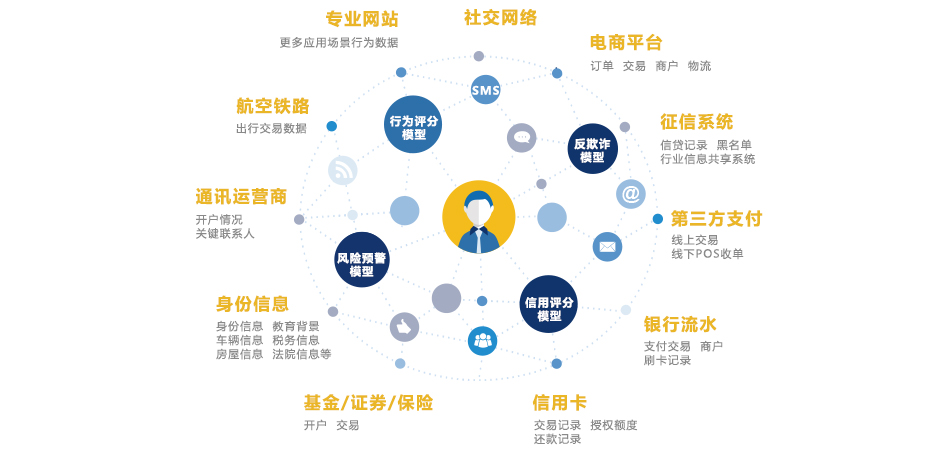 社交网络
专业网站
更多应用场景行为数据
电商平台
订单 交易 商户 物流
SMS
航空铁路
出行交易数据
行为评分
模型
征信系统
信贷记录 黑名单
行业信息共享系统
反欺诈
模型
@
通讯运营商
开户情况
关键联系人
第三方支付
线上交易
线下POS收单
风险预警
模型
身份信息
身份信息 教育背景
车辆信息 税务信息
房屋信息 法院信息等
信用评分
模型
银行流水
支付交易 商户
刷卡记录
基金/证券/保险
开户 交易
信用卡
交易记录 授权额度
还款记录